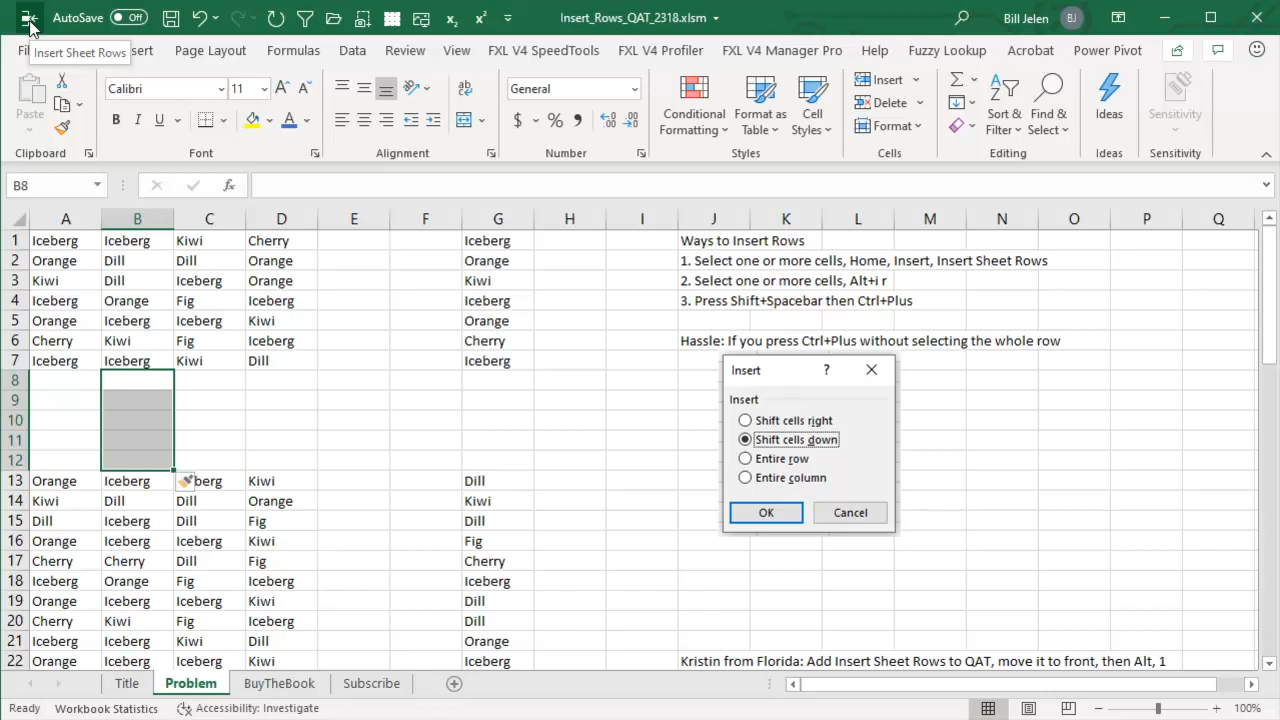 AutoSave Off Insert_Rows_QAT_2318.xlsm Bill Jelen BJ
Fi Insert Sheet Rows sert Page Layout Formulas Data Review View FXL V4 SpeedTools FXL V4 Profiler FXL V4 Manager Pro Help Fuzzy Lookup Acrobat Power Pivot
Paste Calibri 11 A A ab c General Conditional Formatting Format as Table Cell Styles Insert Delete Format Sort & Filter Find & Select Ideas Sensitivity
B I U A $ %
Clipboard Font Alignment Number Styles Cells Editing Ideas Sensitivity
B8 fx
A B C D E F G H I J K L M N O P Q
1 Iceberg Iceberg Kiwi Cherry Iceberg Ways to Insert Rows
2 Orange Dill Dill Orange Orange 1. Select one or more cells, Home, Insert, Insert Sheet Rows
3 Kiwi Dill Iceberg Orange Kiwi 2. Select one or more cells, Alt+i r
4 Iceberg Orange Fig Iceberg Iceberg 3. Press Shift+Spacebar then Ctrl+Plus
5 Orange Iceberg Iceberg Kiwi Orange
6 Cherry Kiwi Fig Iceberg Cherry Hassle: If you press Ctrl+Plus without selecting the whole row
7 Iceberg Iceberg Kiwi Dill Iceberg
8
9
10
11
12
Insert ?
Insert
Shift cells right
Shift cells down
Entire row
Entire column
OK Cancel
13 Orange Iceberg berg Kiwi Dill
14 Kiwi Dill Dill Orange Kiwi
15 Dill Iceberg Dill Fig Dill
16 Orange Iceberg Iceberg Kiwi Fig
17 Cherry Cherry Dill Fig Cherry
18 Iceberg Orange Fig Iceberg Iceberg
19 Orange Iceberg Iceberg Kiwi Dill
20 Cherry Kiwi Fig Iceberg Dill
21 Iceberg Iceberg Kiwi Dill Orange
22 Orange Iceberg Iceberg Kiwi Iceberg Kristin from Florida: Add Insert Sheet Rows to QAT, move it to front, then Alt, 1
Title Problem BuyTheBook Subscribe
Ready Workbook Statistics Accessibility: Investigate 100%